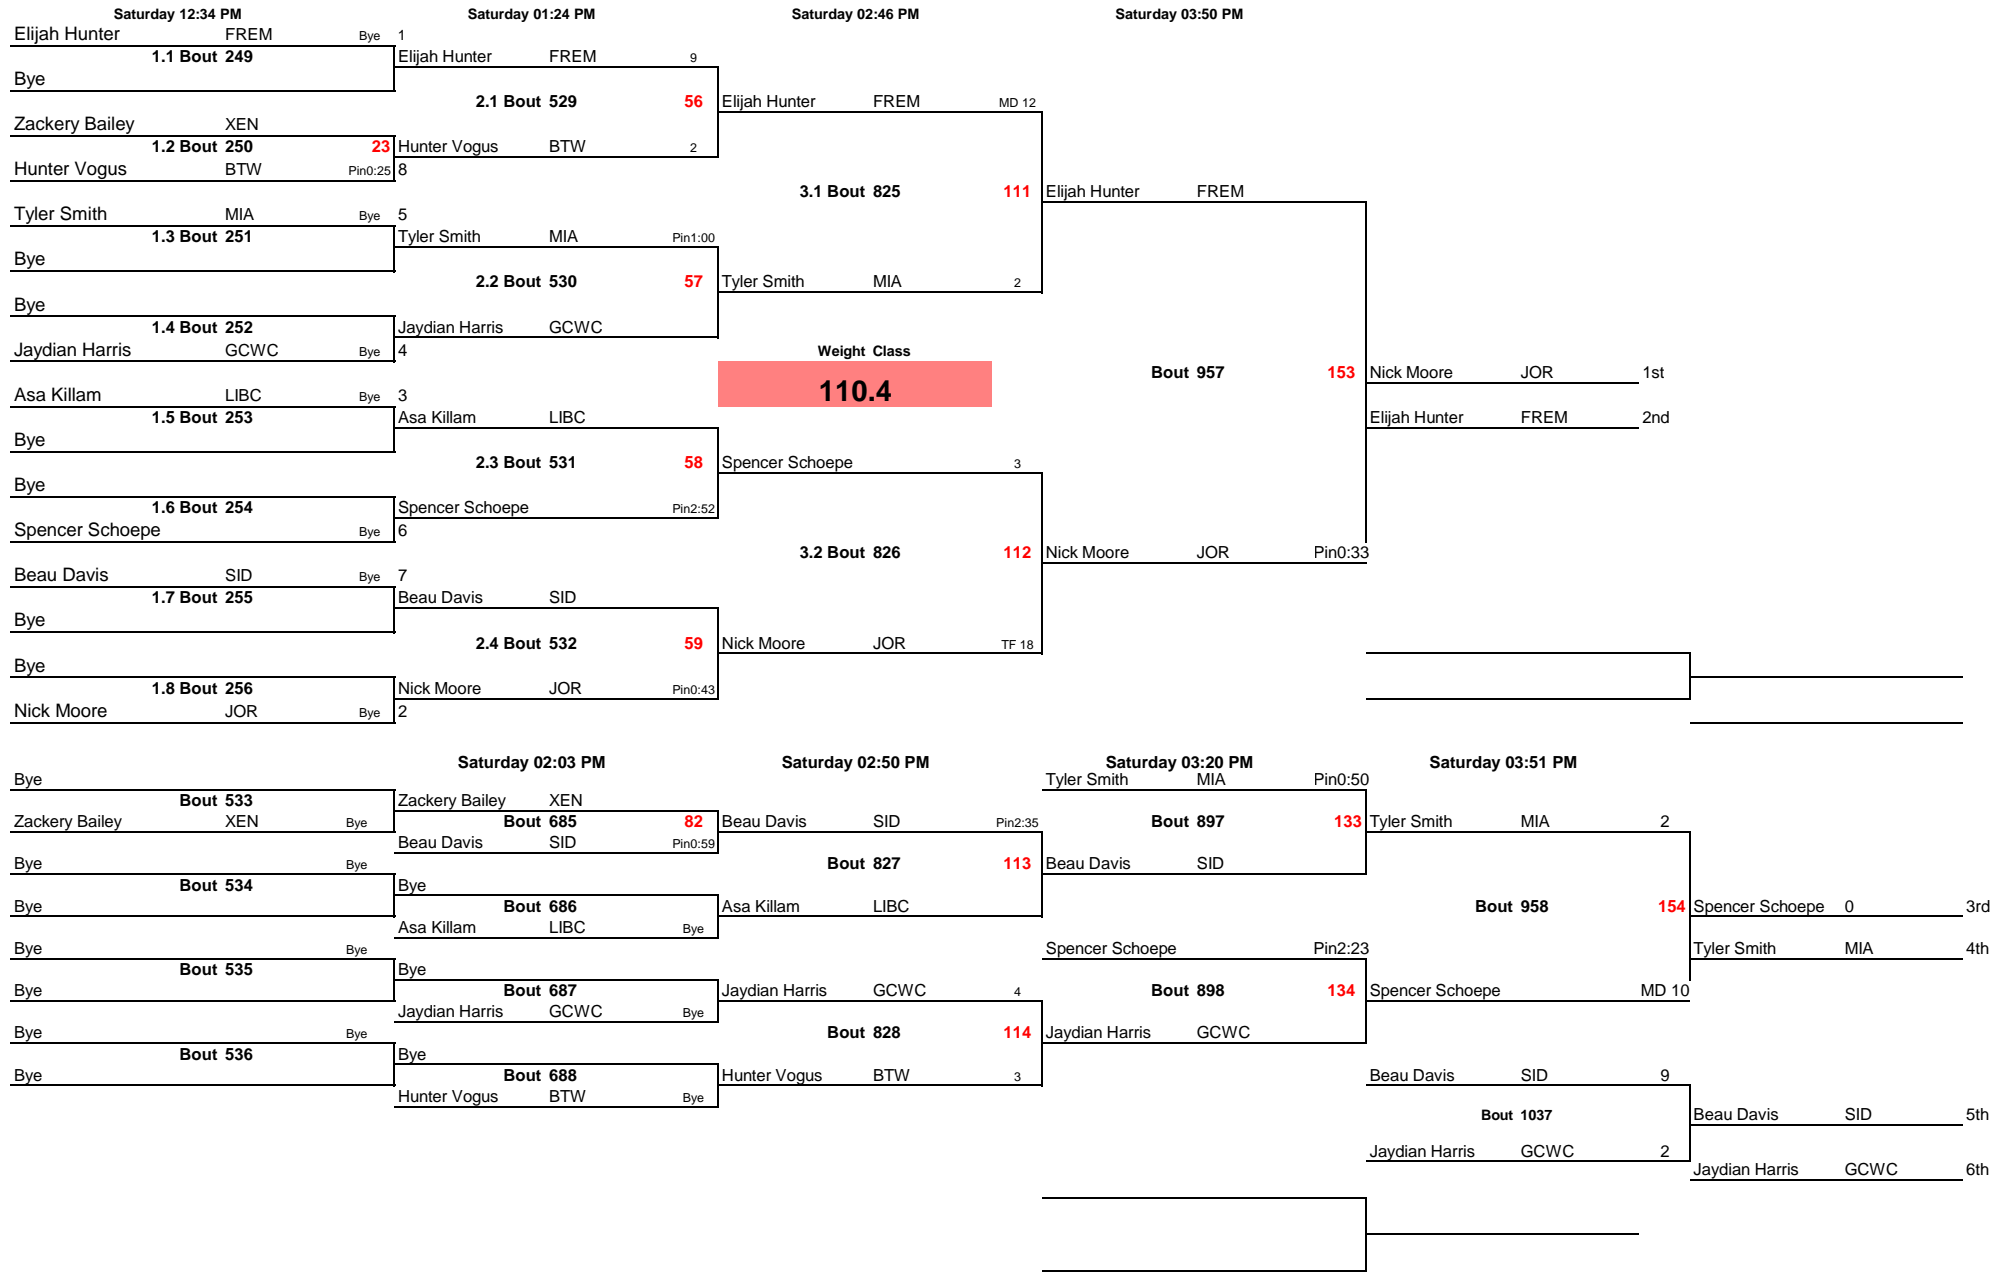 Saturday 12:34 PM Saturday 01:24 PM Saturday 02:46 PM Saturday 03:50 PM
Elijah Hunter FREM Bye 1
1.1 Bout 249 Elijah Hunter FREM 9
Bye
2.1 Bout 529 56 Elijah Hunter FREM MD 12
Zackery Bailey XEN
1.2 Bout 250 23 Hunter Vogus BTW 2
Hunter Vogus BTW Pin0:25 8
3.1 Bout 825 111 Elijah Hunter FREM
Tyler Smith MIA Bye 5
1.3 Bout 251 Tyler Smith MIA Pin1:00
Bye
2.2 Bout 530 57 Tyler Smith MIA 2
Bye
1.4 Bout 252 Jaydian Harris GCWC
Jaydian Harris GCWC Bye 4 Weight Class
Bout 957 153 Nick Moore JOR 1st
110.4
Asa Killam LIBC Bye 3
1.5 Bout 253 Asa Killam LIBC Elijah Hunter FREM 2nd
Bye
2.3 Bout 531 58 Spencer Schoepe 3
Bye
1.6 Bout 254 Spencer Schoepe Pin2:52
Spencer Schoepe Bye 6
3.2 Bout 826 112 Nick Moore JOR Pin0:33
Beau Davis SID Bye 7
1.7 Bout 255 Beau Davis SID
Bye
2.4 Bout 532 59 Nick Moore JOR TF 18
Bye
1.8 Bout 256 Nick Moore JOR Pin0:43
Nick Moore JOR Bye 2
Saturday 02:03 PM Saturday 02:50 PM Saturday 03:20 PM Saturday 03:51 PM
Bye Tyler Smith MIA Pin0:50
Bout 533 Zackery Bailey XEN
Zackery Bailey XEN Bye Bout 685 82 Beau Davis SID Pin2:35 Bout 897 133 Tyler Smith MIA 2
Beau Davis SID Pin0:59
Bye Bye Bout 827 113 Beau Davis SID
Bout 534 Bye
Bye Bout 686 Asa Killam LIBC Bout 958 154 Spencer Schoepe 0 3rd
Asa Killam LIBC Bye
Bye Bye Spencer Schoepe Pin2:23 Tyler Smith MIA 4th
Bout 535 Bye
Bye Bout 687 Jaydian Harris GCWC 4 Bout 898 134 Spencer Schoepe MD 10
Jaydian Harris GCWC Bye
Bye Bye Bout 828 114 Jaydian Harris GCWC
Bout 536 Bye
Bye Bout 688 Hunter Vogus BTW 3 Beau Davis SID 9
Hunter Vogus BTW Bye
Bout 1037 Beau Davis SID 5th
Jaydian Harris GCWC 2
Jaydian Harris GCWC 6th